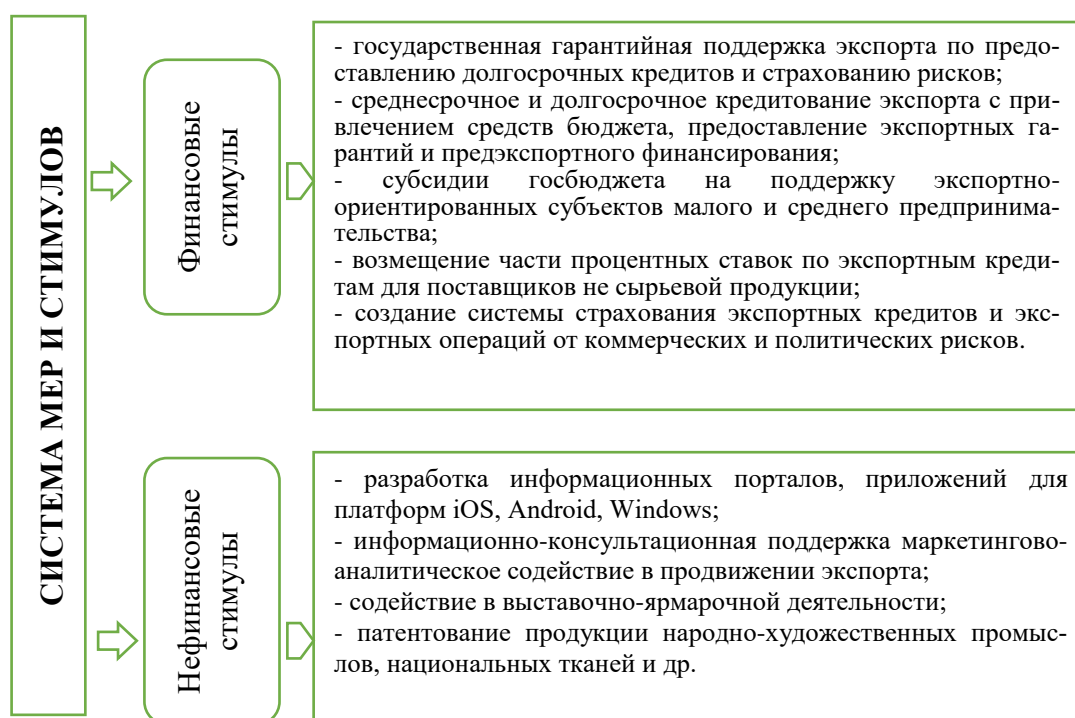 СИСТЕМА МЕР И СТИМУЛОВ
Финансовые
стимулы
- государственная гарантийная поддержка экспорта по предо-
ставлению долгосрочных кредитов и страхованию рисков;
- среднесрочное и долгосрочное кредитование экспорта с при-
влечением средств бюджета, предоставление экспортных га-
рантий и предэкспортного финансирования;
- субсидии госбюджета на поддержку экспортно-
ориентированных субъектов малого и среднего предпринима-
тельства;
- возмещение части процентных ставок по экспортным креди-
там для поставщиков не сырьевой продукции;
- создание системы страхования экспортных кредитов и экс-
портных операций от коммерческих и политических рисков.
Нефинансовые
стимулы
- разработка информационных порталов, приложений для
платформ iOS, Android, Windows;
- информационно-консультационная поддержка маркетингово-
аналитическое содействие в продвижении экспорта;
- содействие в выставочно-ярмарочной деятельности;
- патентование продукции народно-художественных промыс-
лов, национальных тканей и др.